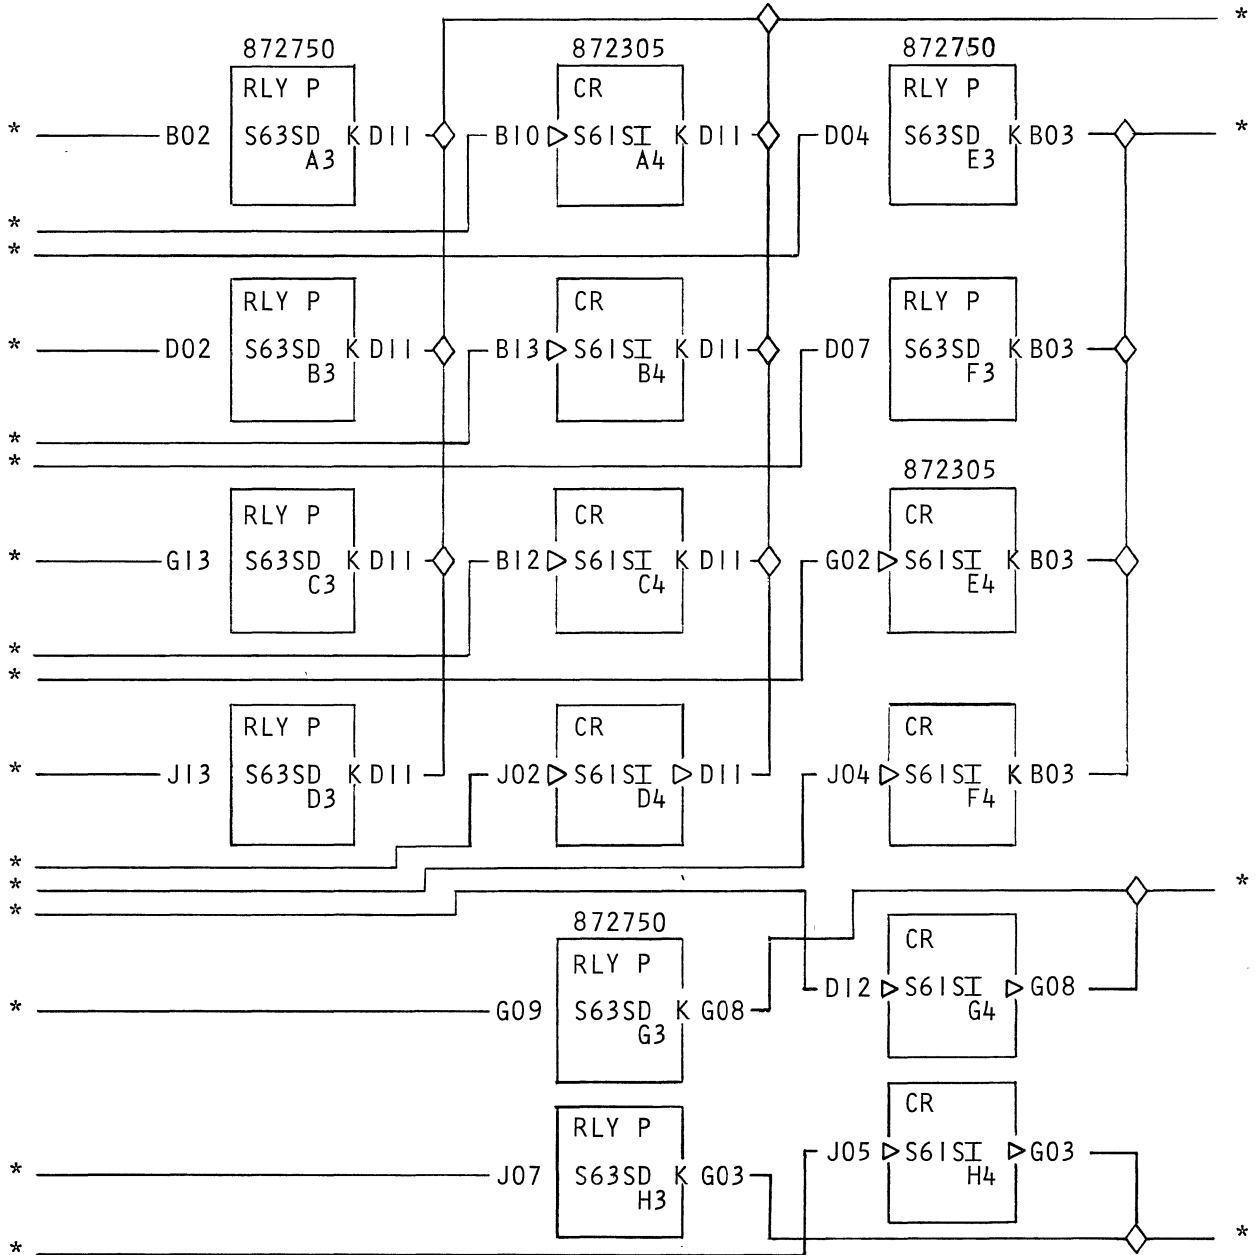 *
872750 872305 872750
RLY P CR RLY P
* B02 S63SD K D11 B10 S61SI K D11 D04 S63SD K B03 *
A3 A4 E3
*
*
RLY P CR RLY P
* D02 S63SD K D11 B13 S61SI K D11 D07 S63SD K B03
B3 B4 F3
*
*
872305
RLY P CR CR
* G13 S63SD K D11 B12 S61SI K D11 G02 S61SI K B03
C3 C4 E4
*
*
RLY P CR CR
* J13 S63SD K D11 J02 S61SI D11 J04 S61SI K B03
D3 D4 F4
*
*
*
*
872750
CR
RLY P
D12 S61SI G08
* G09 S63SD K G08
G4
G3
CR
RLY P
J05 S61SI G03
* J07 S63SD K G03
H4
H3
*
*